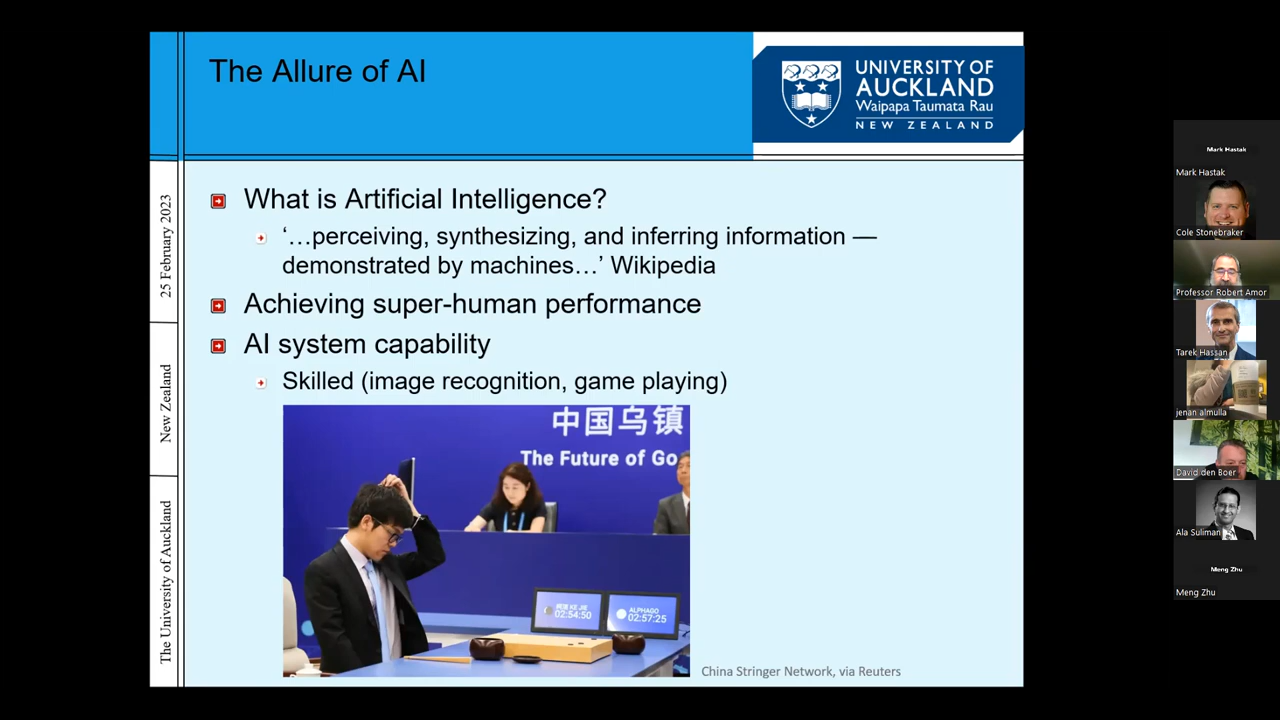 The Allure of AI
UNIVERSITY OF
AUCKLAND
Waipapa Taumata Rau
NEW ZEALAND
What is Artificial Intelligence?
‘…perceiving, synthesizing, and inferring information —
demonstrated by machines…’ Wikipedia
Achieving super-human performance
AI system capability
Skilled (image recognition, game playing)
中国乌镇
The Future of Go
KE JIE
02:54:50
ALPHAGO
02:57:25
China Stringer Network, via Reuters
25 February 2023
New Zealand
The University of Auckland
Mark Hastak
Mark Hastak
Cole Stonebraker
Professor Robert Amor
Tarek Hassan
jenan almulla
David den Boer
Ala Suliman
Meng Zhu
Meng Zhu